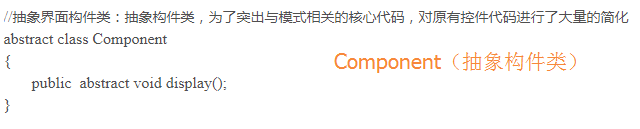 //抽象界面构件类：抽象构件类，为了突出与模式相关的核心代码，对原有控件代码进行了大量的简化
abstract class Component
{
public  abstract void display();
}
Component（抽象构件类）